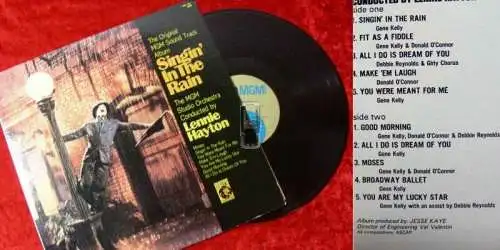 The Original
MGM Sound Track
Album
Singin'
In The
Rain
The MGM
Studio Orchestra
Conducted by
Lennie
Hayton
MGM
CONDUCTED BY LENNIE HAYTON
side one
1. SINGIN' IN THE RAIN
Gene Kelly
2. FIT AS A FIDDLE
Gene Kelly & Donald O'Connor
3. ALL I DO IS DREAM OF YOU
Debbie Reynolds & Girly Chorus
4. MAKE 'EM LAUGH
Donald O'Connor
5. YOU WERE MEANT FOR ME
Gene Kelly
side two
1. GOOD MORNING
Gene Kelly, Donald O'Connor & Debbie Reynolds
2. ALL I DO IS DREAM OF YOU
Gene Kelly
3. MOSES
Gene Kelly & Donald O'Connor
4. BROADWAY BALLET
Gene Kelly
5. YOU ARE MY LUCKY STAR
Gene Kelly with an assist by Debbie Reynolds
Album produced by: JESSE KAYE
Director of Engineering: Val Valentin
All compositions: ASCAP